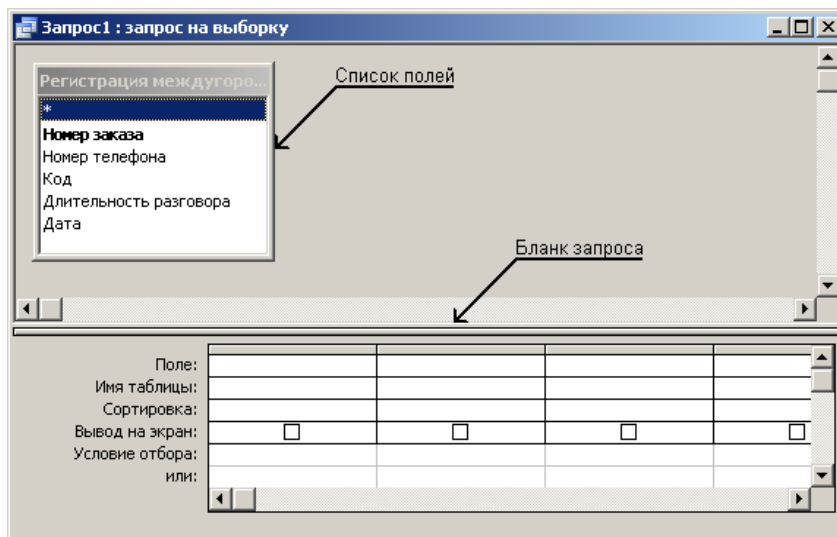 Запрос1 : запрос на выборку
Регистрация междугоро...
Список полей
*
Номер заказа
Номер телефона
Код
Длительность разговора
Дата
Бланк запроса
Поле:
Имя таблицы:
Сортировка:
Вывод на экран:
Условие отбора:
или: